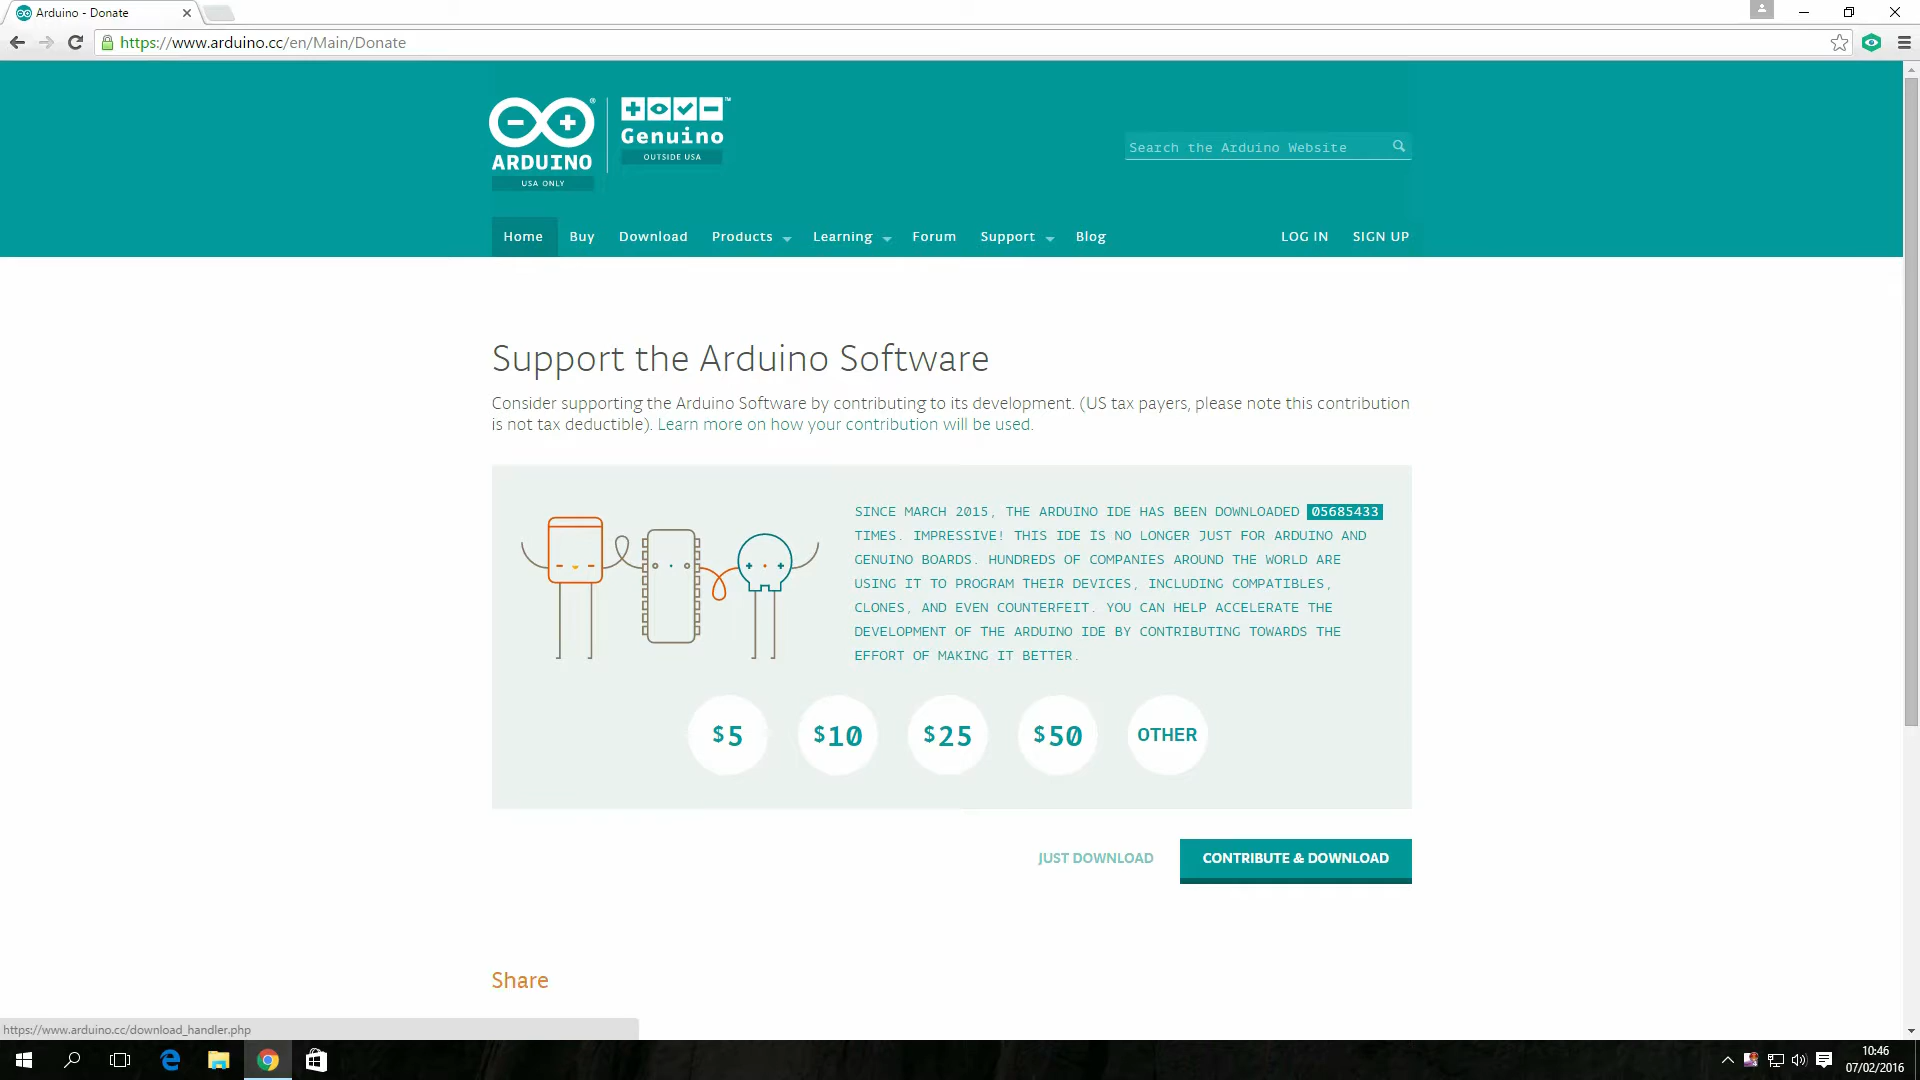 Arduino - Donate
https://www.arduino.cc/en/Main/Donate
ARDUINO
USA ONLY
Genuino
OUTSIDE USA
Search the Arduino Website
Home Buy Download Products Learning Forum Support Blog LOG IN SIGN UP
Support the Arduino Software
Consider supporting the Arduino Software by contributing to its development. (US tax payers, please note this contribution
is not tax deductible). Learn more on how your contribution will be used.
SINCE MARCH 2015, THE ARDUINO IDE HAS BEEN DOWNLOADED 05685433
TIMES. IMPRESSIVE! THIS IDE IS NO LONGER JUST FOR ARDUINO AND
GENUINO BOARDS. HUNDREDS OF COMPANIES AROUND THE WORLD ARE
USING IT TO PROGRAM THEIR DEVICES, INCLUDING COMPATIBLES,
CLONES, AND EVEN COUNTERFEIT. YOU CAN HELP ACCELERATE THE
DEVELOPMENT OF THE ARDUINO IDE BY CONTRIBUTING TOWARDS THE
EFFORT OF MAKING IT BETTER.
$5 $10 $25 $50 OTHER
JUST DOWNLOAD CONTRIBUTE & DOWNLOAD
Share
https://www.arduino.cc/download_handler.php
10:46
07/02/2016